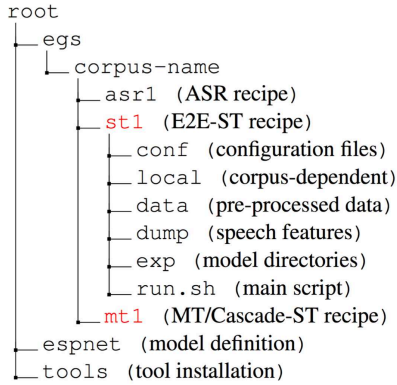 root
egs
corpus-name
asr1 (ASR recipe)
st1 (E2E-ST recipe)
conf (configuration files)
local (corpus-dependent)
data (pre-processed data)
dump (speech features)
exp (model directories)
run.sh (main script)
mt1 (MT/Cascade-ST recipe)
espnet (model definition)
tools (tool installation)